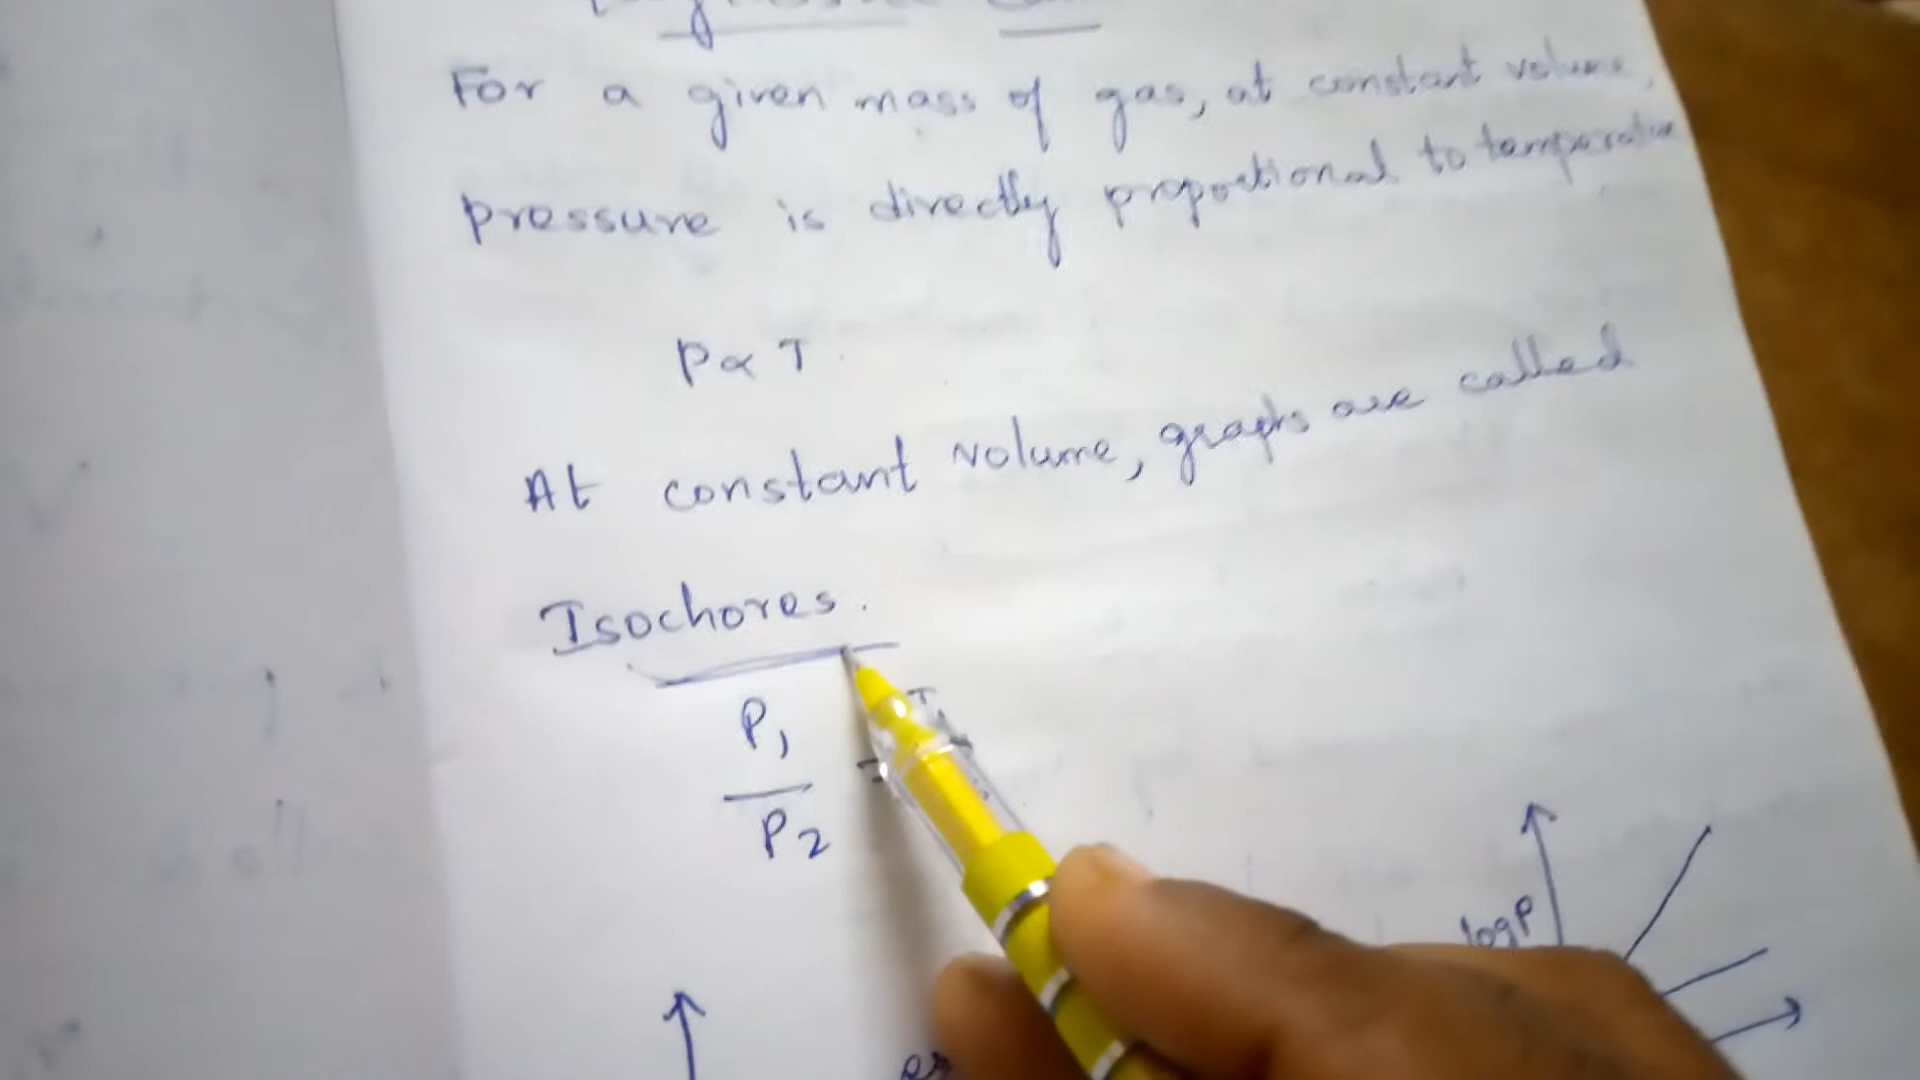 For a given mass of gas, at constant volume,
pressure is directly proportional to temperature
P ∝ T
At constant volume, graphs are called
Isochores.
P₁
P₂
log P